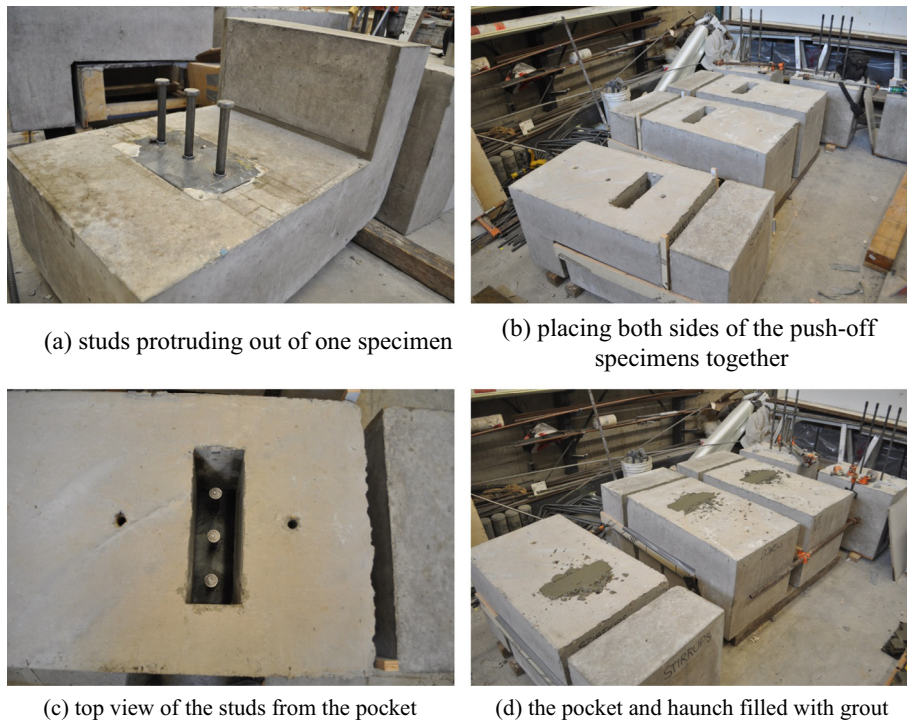 (a) studs protruding out of one specimen
(b) placing both sides of the push-off
specimens together
STIRRUPS
(c) top view of the studs from the pocket
(d) the pocket and haunch filled with grout